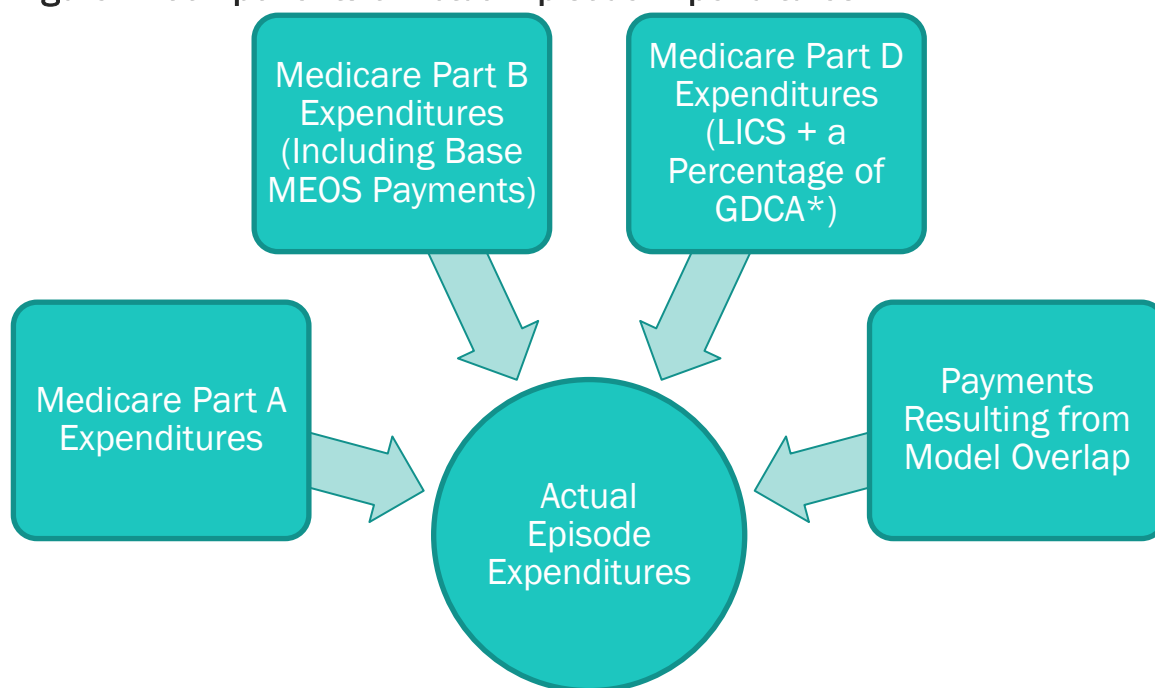 Medicare Part B
Expenditures
(Including Base
MEOS Payments)
Medicare Part D
Expenditures
(LICS + a
Percentage of
GDCA*)
Medicare Part A
Expenditures
Payments
Resulting from
Model Overlap
Actual
Episode
Expenditures